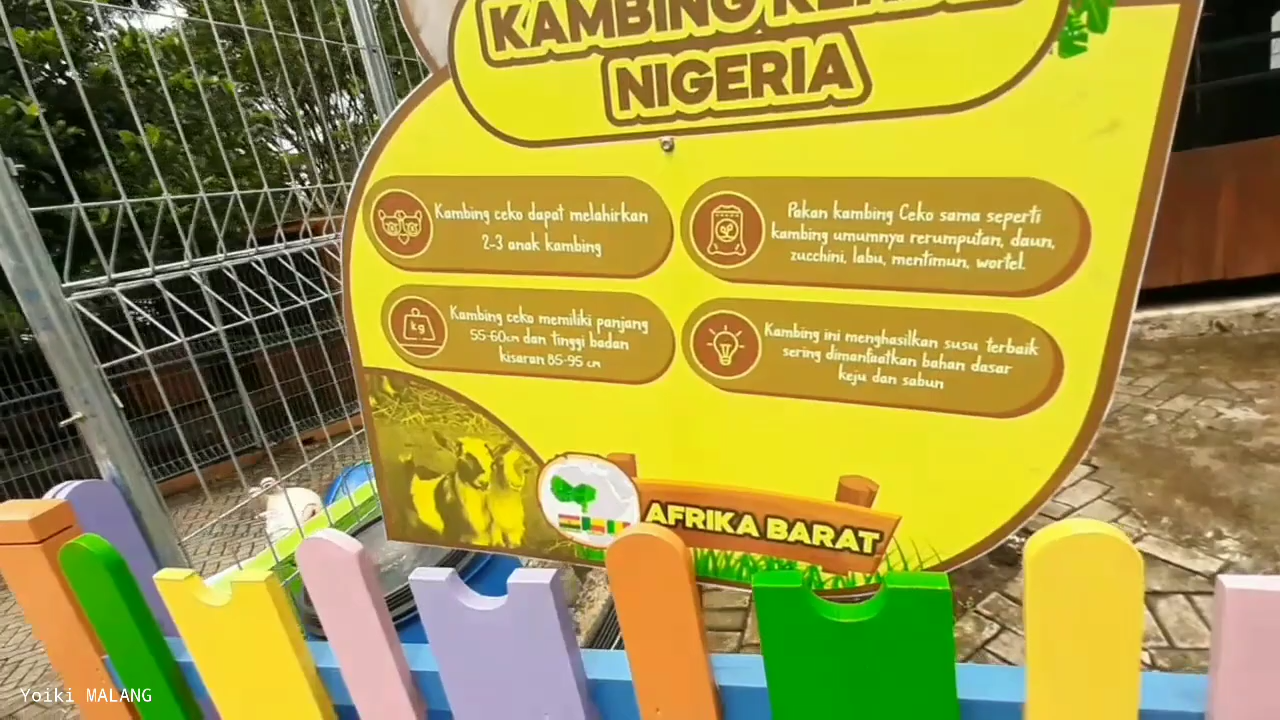 KAMBING
NIGERIA
Kambing ceko dapat melahirkan
2-3 anak kambing
Pakan kambing Ceko sama seperti
kambing umumnya rerumputan, daun,
zucchini, labu, mentimun, wortel.
Kambing ceko memiliki panjang
55-60cm dan tinggi badan
kisaran 85-95 cm
Kambing ini menghasilkan susu terbaik
sering dimanfaatkan bahan dasar
keju dan sabun
kg
AFRIKA BARAT
Yoiki MALANG